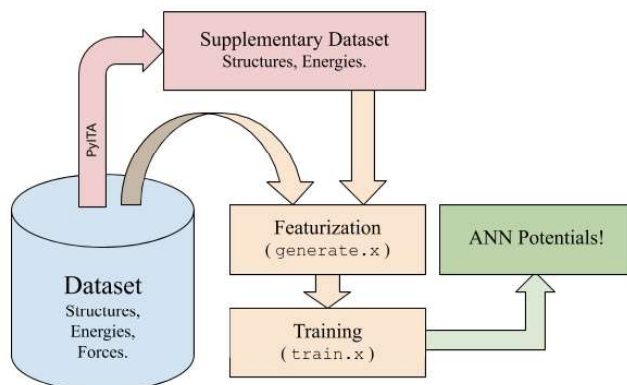 Supplementary Dataset
Structures, Energies.
PyITA
Featurization
(generate.x)
ANN Potentials!
Dataset
Structures,
Energies,
Forces.
Training
(train.x)